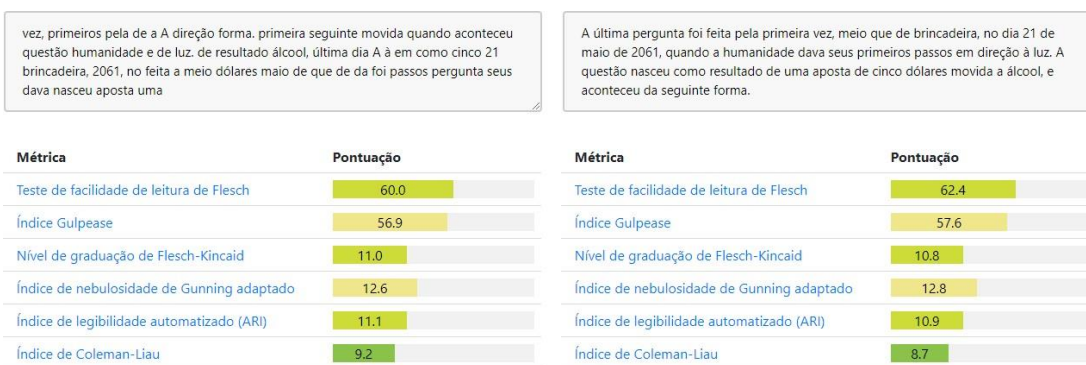 vez, primeiros pela de a A direção forma. primeira seguinte movida quando aconteceu
questão humanidade e de luz. de resultado álcool, última dia A à em como cinco 21
brincadeira, 2061, no feita a meio dólares maio de que de da foi passos pergunta seus
dava nasceu aposta uma
Métrica Pontuação
Teste de facilidade de leitura de Flesch 60.0
Índice Gulpease 56.9
Nível de graduação de Flesch-Kincaid 11.0
Índice de nebulosidade de Gunning adaptado 12.6
Índice de legibilidade automatizado (ARI) 11.1
Índice de Coleman-Liau 9.2
A última pergunta foi feita pela primeira vez, meio que de brincadeira, no dia 21 de
maio de 2061, quando a humanidade dava seus primeiros passos em direção à luz. A
questão nasceu como resultado de uma aposta de cinco dólares movida a álcool, e
aconteceu da seguinte forma.
Métrica Pontuação
Teste de facilidade de leitura de Flesch 62.4
Índice Gulpease 57.6
Nível de graduação de Flesch-Kincaid 10.8
Índice de nebulosidade de Gunning adaptado 12.8
Índice de legibilidade automatizado (ARI) 10.9
Índice de Coleman-Liau 8.7